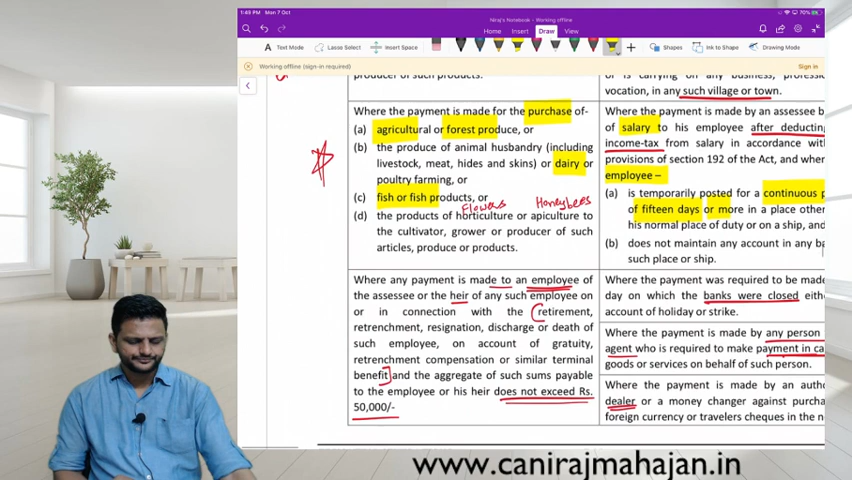 1:45 PM Mon 7 Oct
70%
Niraj's Notebook - Working offline
Home Insert Draw View
Text Mode Lasso Select Insert Space Shapes Ink to Shape Drawing Mode
Working offline (sign-in required) Sign in
producer of such products.
Where the payment is made for the purchase of-
(a) agricultural or forest produce, or
(b) the produce of animal husbandry (including
livestock, meat, hides and skins) or dairy or
poultry farming, or
(c) fish or fish products, or
Flowers Honeybees
(d) the products of horticulture or apiculture to
the cultivator, grower or producer of such
articles, produce or products.
Where any payment is made to an employee of
the assessee or the heir of any such employee on
or in connection with the (retirement,
retrenchment, resignation, discharge or death of
such employee, on account of gratuity,
retrenchment compensation or similar terminal
benefit] and the aggregate of such sums payable
to the employee or his heir does not exceed Rs.
50,000/-
or is carrying on any business,
vocation, in any such village or town.
Where the payment is made by an assessee
of salary to his employee after deducting
income-tax from salary in accordance
provisions of section 192 of the Act, and
employee –
(a) is temporarily posted for a continuous
of fifteen days or more in a place
his normal place of duty or on a ship, and
(b) does not maintain any account in any
such place or ship.
Where the payment was required to be made
day on which the banks were closed
account of holiday or strike.
Where the payment is made by any person
agent who is required to make payment in
goods or services on behalf of such person.
Where the payment is made by an
dealer or a money changer against
foreign currency or travelers cheques in the
www.canirajmahajan.in